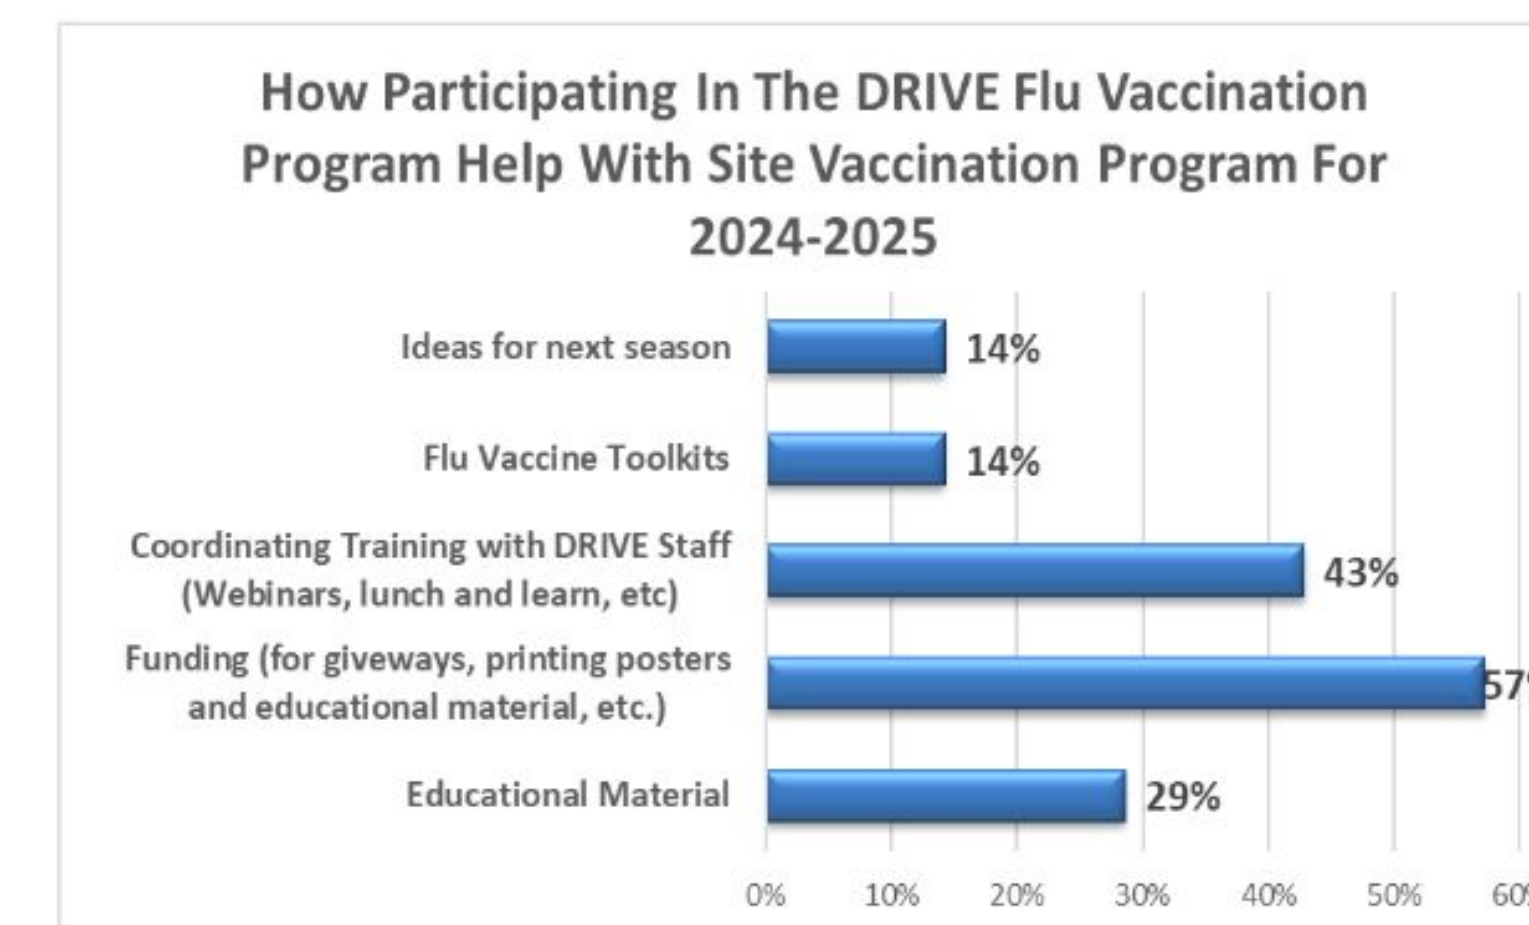 How Participating In The DRIVE Flu Vaccination
Program Help With Site Vaccination Program For
2024-2025
Ideas for next season
14%
Flu Vaccine Toolkits
14%
Coordinating Training with DRIVE Staff
(Webinars, lunch and learn, etc)
43%
Funding (for giveways, printing posters
and educational material, etc.)
57%
Educational Material
29%
0% 10% 20% 30% 40% 50% 60%